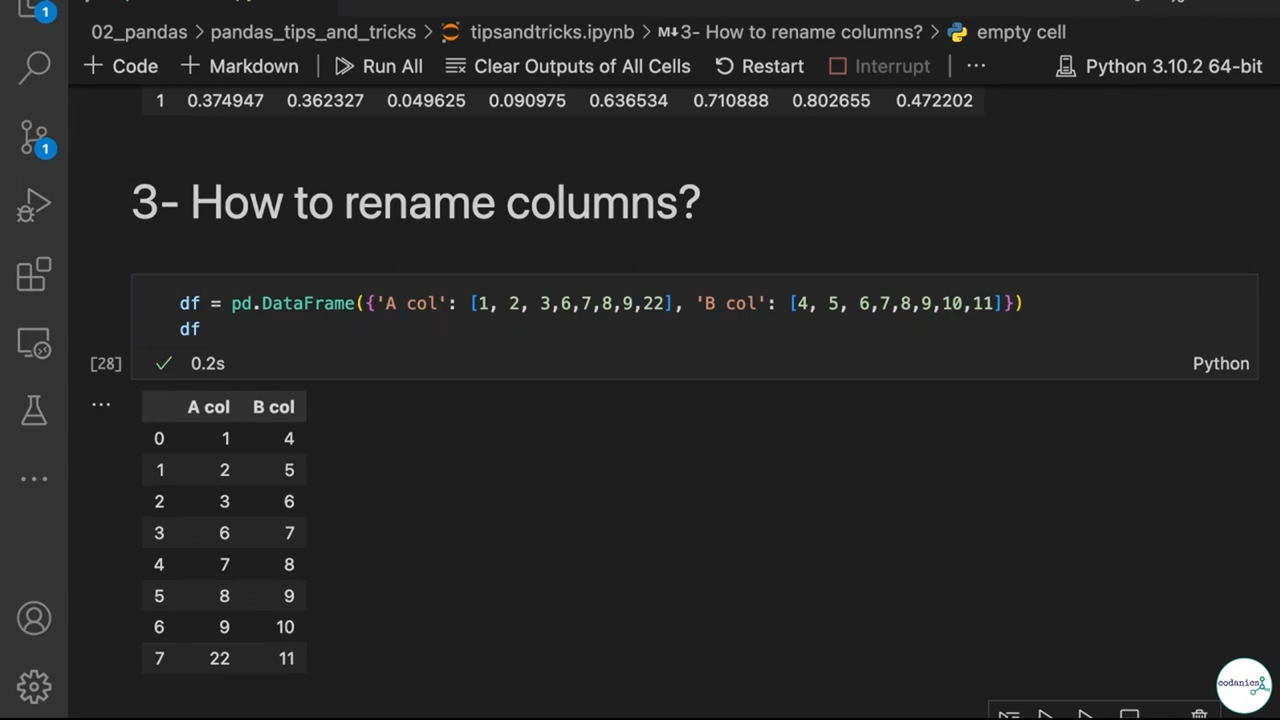 1
02_pandas > pandas_tips_and_tricks > tipsandtricks.ipynb > M↓3- How to rename columns? > empty cell
+ Code + Markdown | Run All Clear Outputs of All Cells Restart Interrupt | ... Python 3.10.2 64-bit
1 0.374947 0.362327 0.049625 0.090975 0.636534 0.710888 0.802655 0.472202
1
3- How to rename columns?
df = pd.DataFrame({'A col': [1, 2, 3,6,7,8,9,22], 'B col': [4, 5, 6,7,8,9,10,11]})
df
[28] ✓ 0.2s Python
... A col B col
0 1 4
1 2 5
2 3 6
3 6 7
4 7 8
5 8 9
6 9 10
7 22 11
codanics